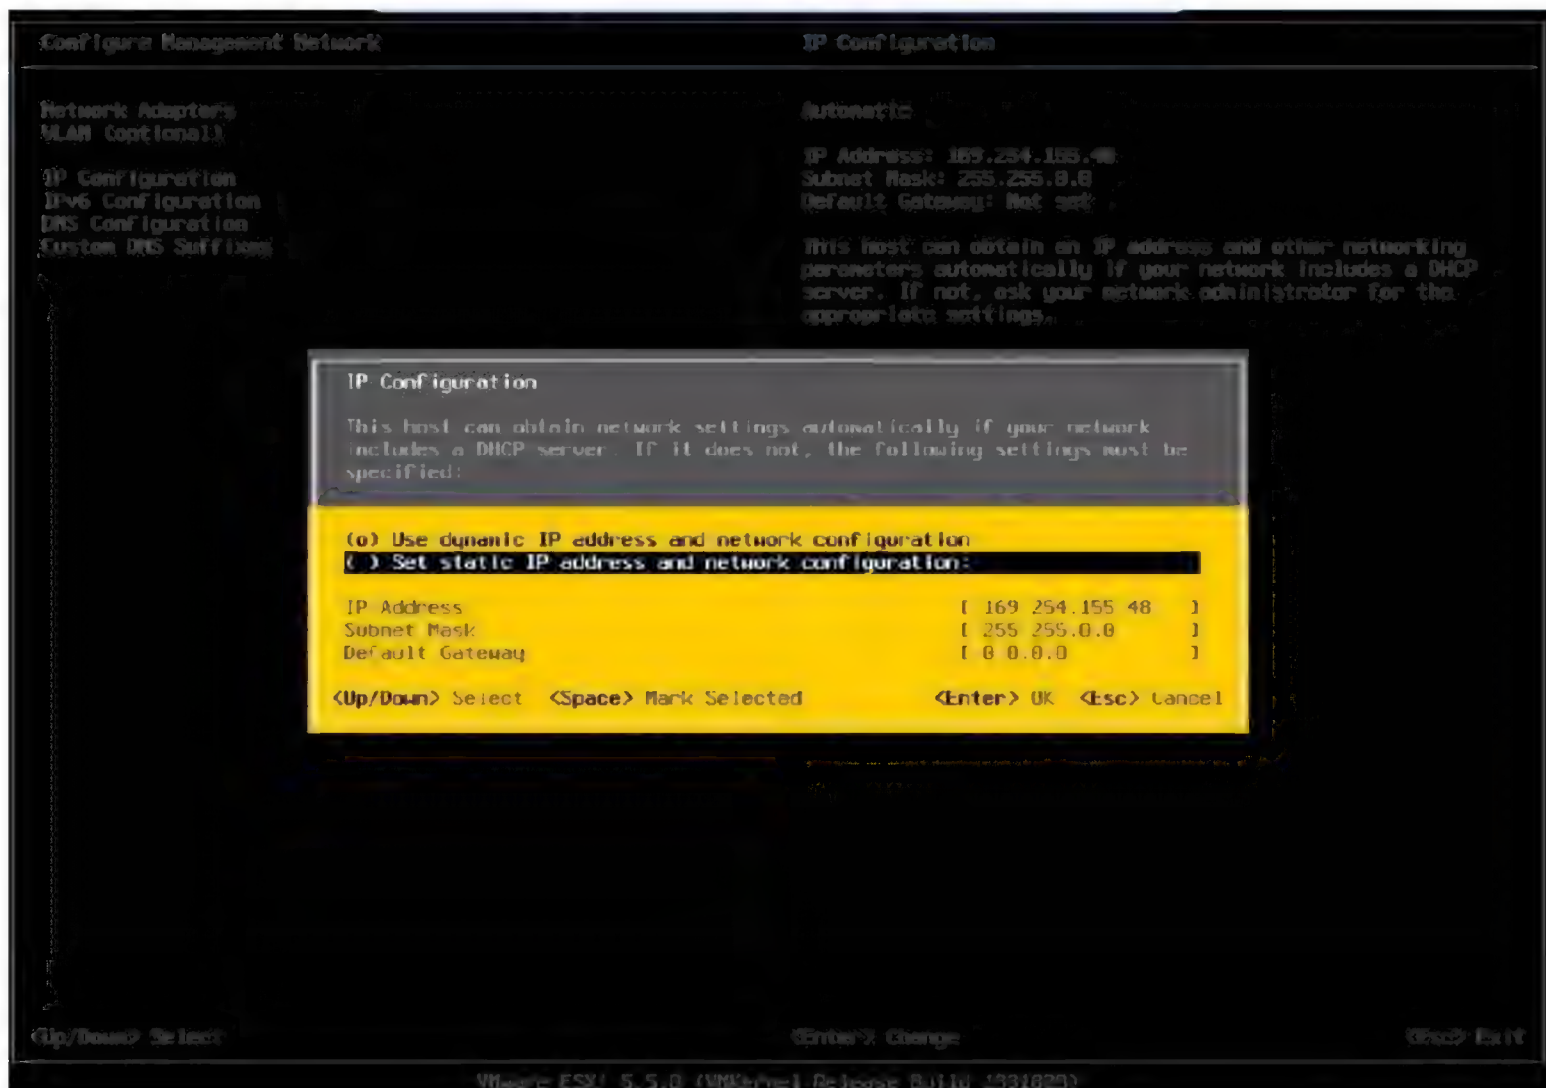 Configure Management Network
IP Configuration
Network Adapters
VLAN (optional)
IP Configuration
IPv6 Configuration
DNS Configuration
Custom DNS Suffixes
Automatic
IP Address: 169.254.155.48
Subnet Mask: 255.255.0.0
Default Gateway: Not set
This host can obtain an IP address and other networking
parameters automatically if your network includes a DHCP
server. If not, ask your network administrator for the
appropriate settings.
IP Configuration
This host can obtain network settings automatically if your network
includes a DHCP server. If it does not, the following settings must be
specified:
(o) Use dynamic IP address and network configuration
( ) Set static IP address and network configuration:
IP Address [ 169.254.155.48 ]
Subnet Mask [ 255.255.0.0 ]
Default Gateway [ 0.0.0.0 ]
<Up/Down> Select <Space> Mark Selected <Enter> OK <Esc> Cancel
<Up/Down> Select <Enter> Change <Esc> Exit
VMware ESXi 5.5.0 (VMKernel Release Build 1331820)